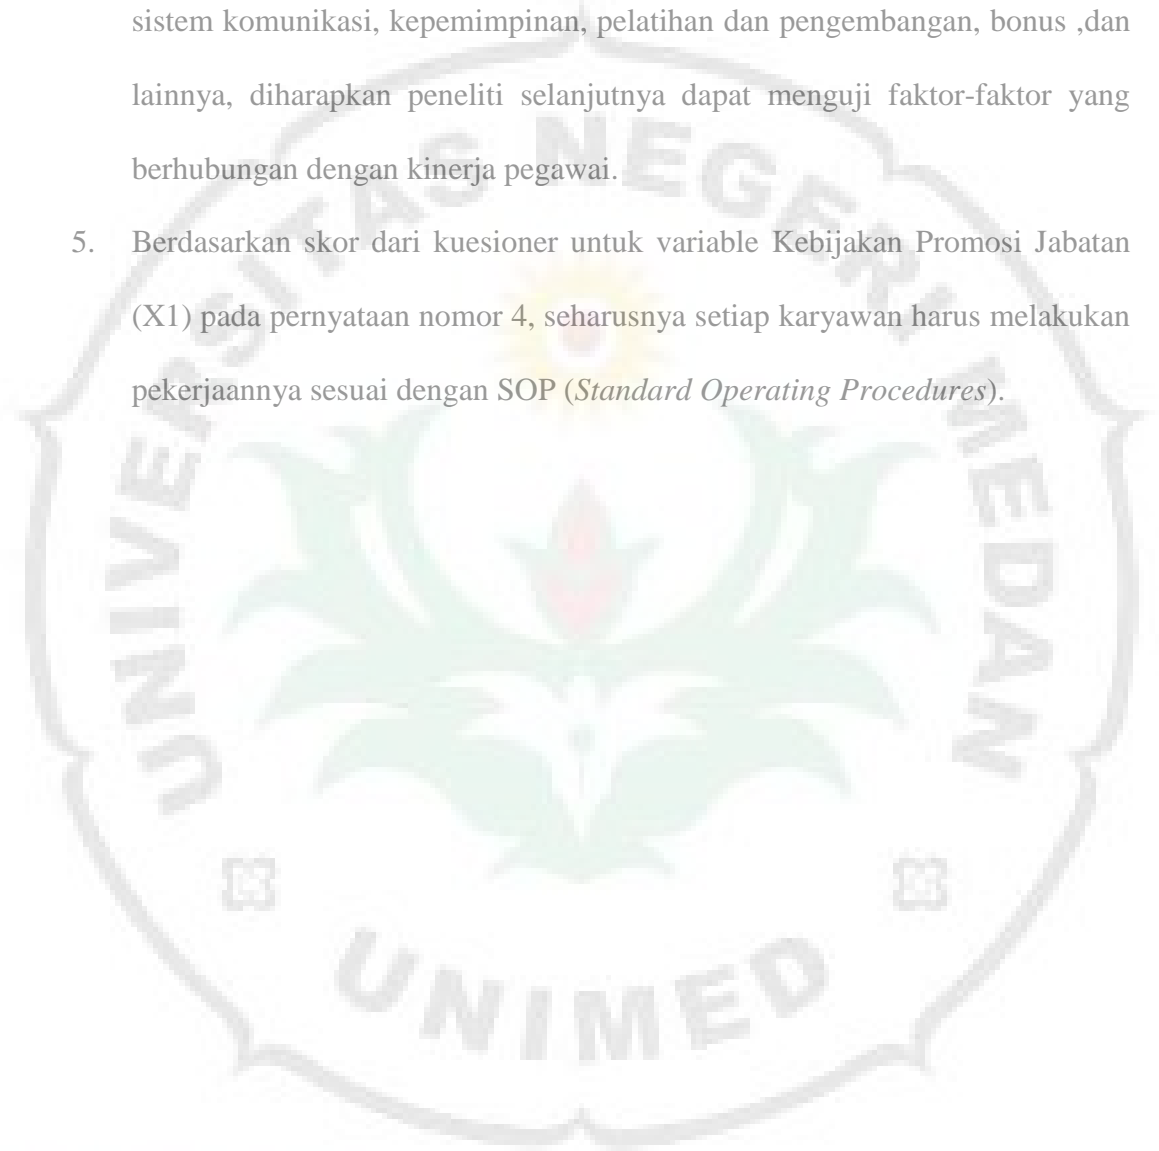 sistem komunikasi, kepemimpinan, pelatihan dan pengembangan, bonus ,dan
lainnya, diharapkan peneliti selanjutnya dapat menguji faktor-faktor yang
berhubungan dengan kinerja pegawai.
5. Berdasarkan skor dari kuesioner untuk variable Kebijakan Promosi Jabatan
(X1) pada pernyataan nomor 4, seharusnya setiap karyawan harus melakukan
pekerjaannya sesuai dengan SOP (Standard Operating Procedures).
UNIVERSITAS NEGERI MEDAN
UNIMED